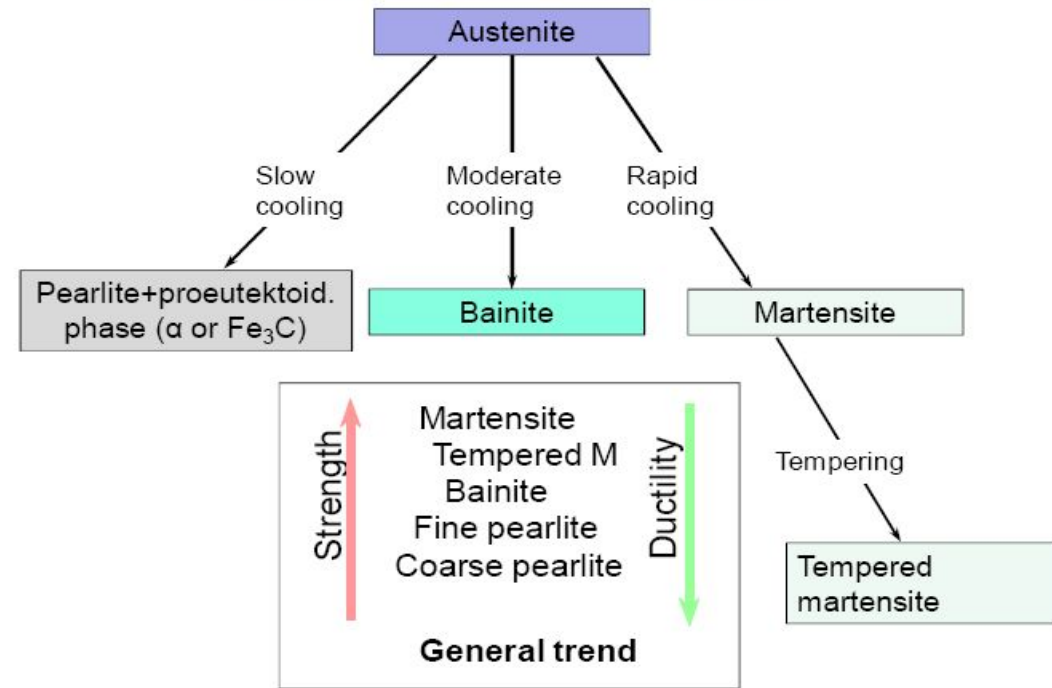 Austenite
Slow
cooling
Moderate
cooling
Rapid
cooling
Pearlite+proeutektoid.
phase (α or Fe₃C)
Bainite
Martensite
Strength
Martensite
Tempered M
Bainite
Fine pearlite
Coarse pearlite
Ductility
General trend
Tempering
Tempered
martensite